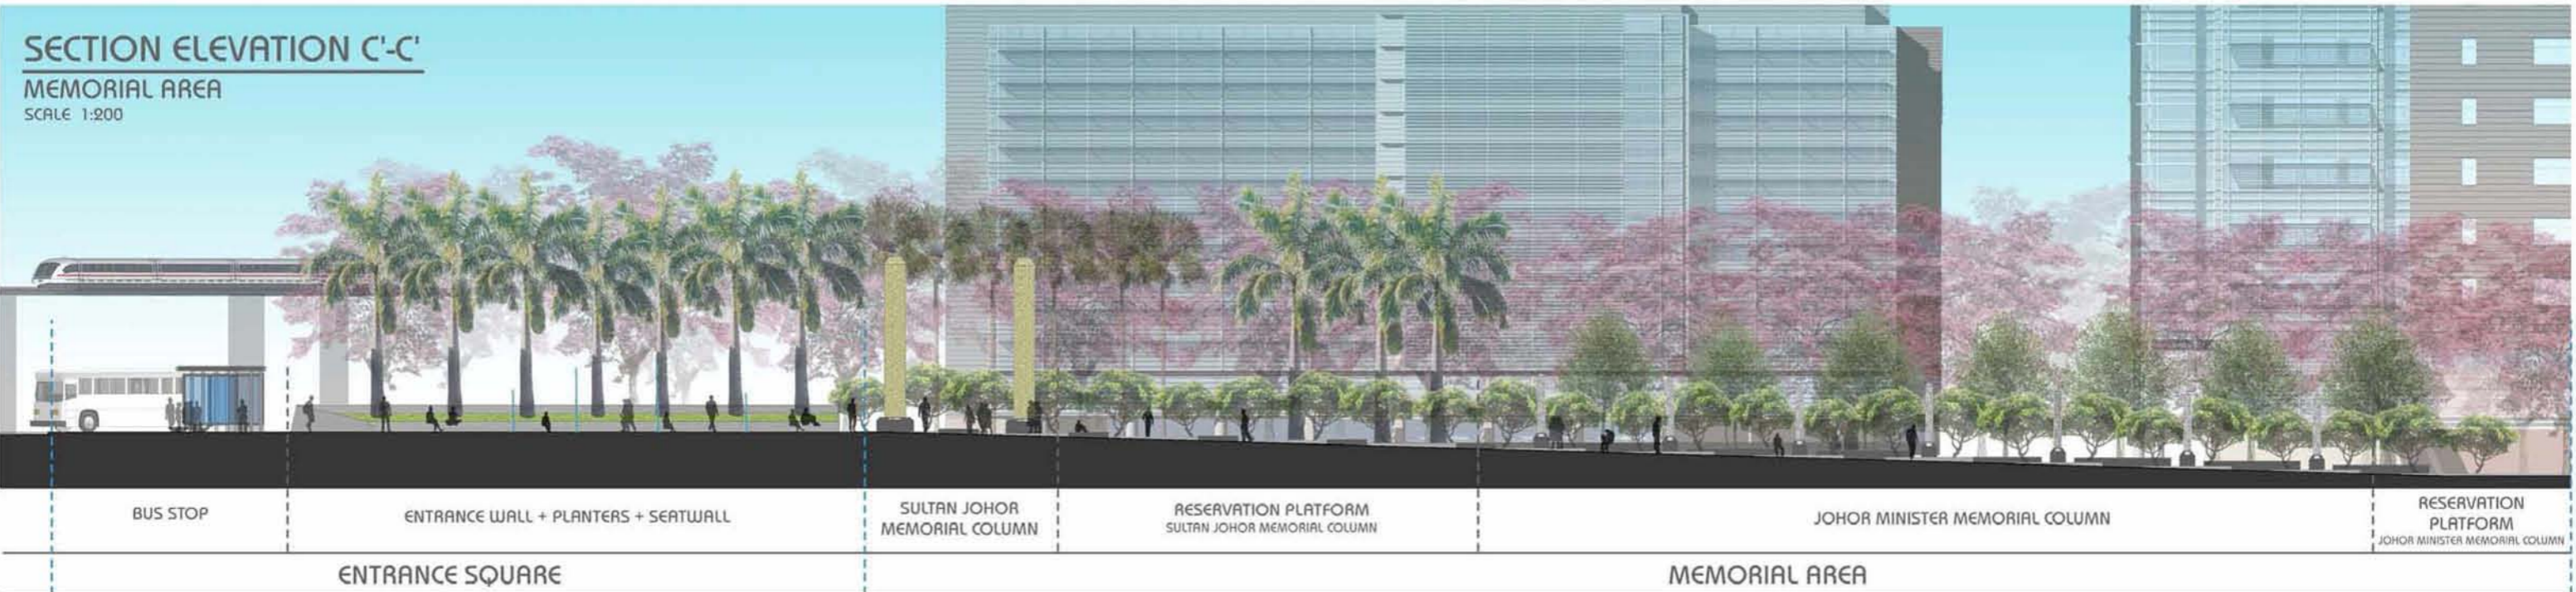 SECTION ELEVATION C'-C'
MEMORIAL AREA
SCALE 1:200
BUS STOP
ENTRANCE WALL + PLANTERS + SEATWALL
SULTAN JOHOR
MEMORIAL COLUMN
RESERVATION PLATFORM
SULTAN JOHOR MEMORIAL COLUMN
JOHOR MINISTER MEMORIAL COLUMN
RESERVATION
PLATFORM
JOHOR MINISTER MEMORIAL COLUMN
ENTRANCE SQUARE
MEMORIAL AREA